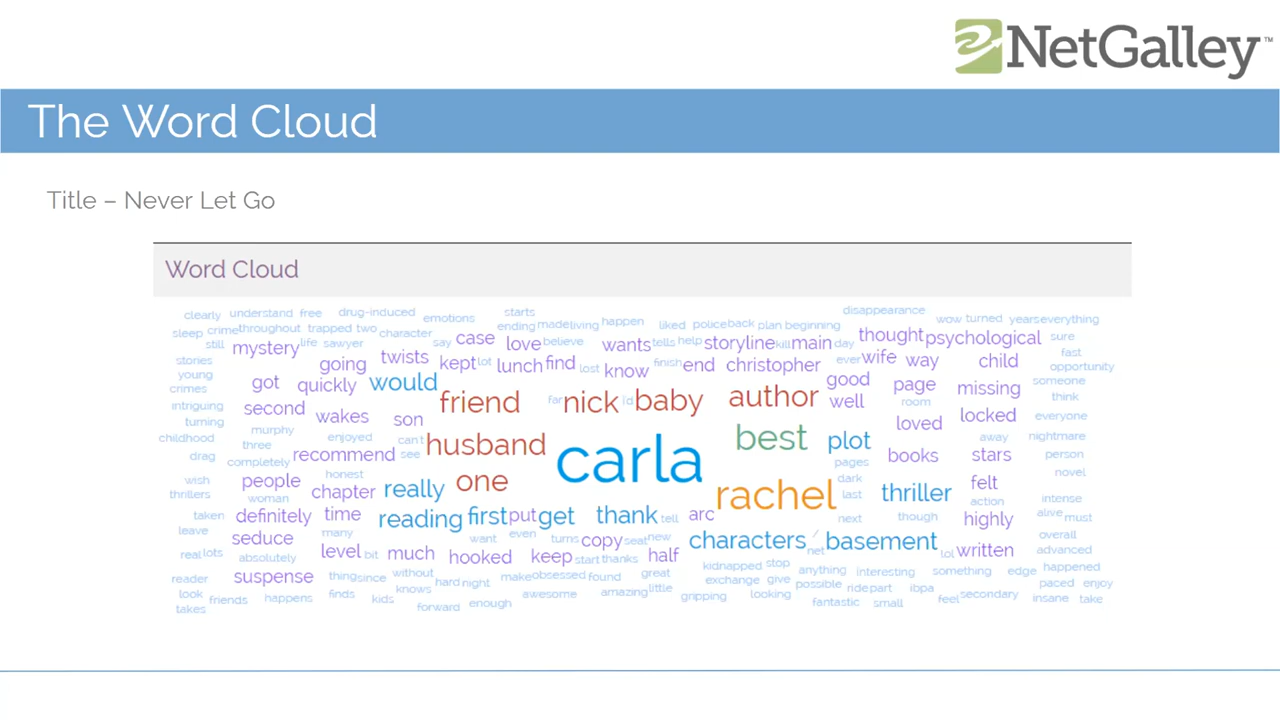 NetGalley™
The Word Cloud
Title – Never Let Go
Word Cloud
clearly understand free drug-induced emotions starts disappearance
sleep crime throughout trapped two character ending made living happen liked police back plan beginning wow turned years everything
still mystery life sawyer say case love believe wants tells help storyline kill main day thought psychological sure
stories going twists kept lot lunch find lost know finish end christopher ever wife way child fast opportunity
young crimes got quickly would good page missing someone
intriguing second wakes son friend far nick i'd baby author well room locked think
turning murphy enjoyed can't husband carla best plot loved away everyone nightmare
childhood three recommend see books stars person
drag completely honest one rachel pages thriller felt novel
wish people chapter really dark last action intense
thrillers woman
taken definitely time reading first put get thank tell arc next though highly alive must
leave seduce many want even turns copy seat new characters / basement overall
real lots absolutely level bit much hooked keep start thanks half net lol written advanced
reader suspense thing since without hard night make obsessed found great kidnapped stop anything interesting something edge happened
look friends happens finds kids knows awesome amazing little exchange give possible ride part ibpa paced enjoy
takes forward enough gripping looking fantastic small feel secondary insane take